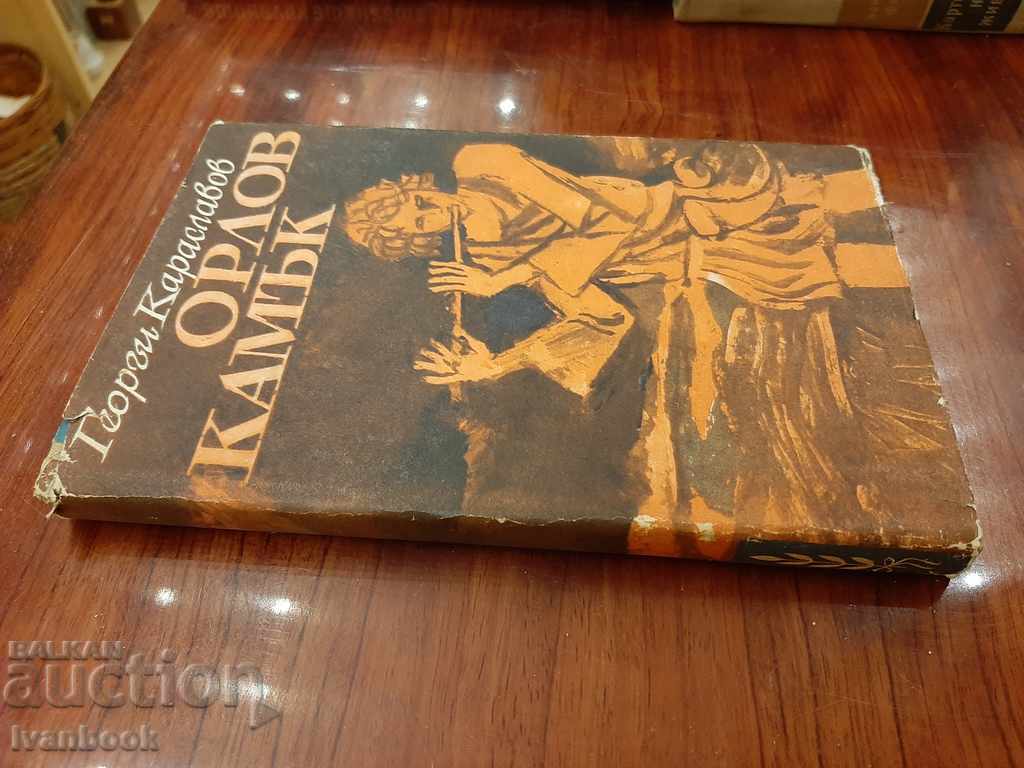 Георги Караславов
ОРЛОВ
КАМЪК
BALKAN
auction
Ivanbook